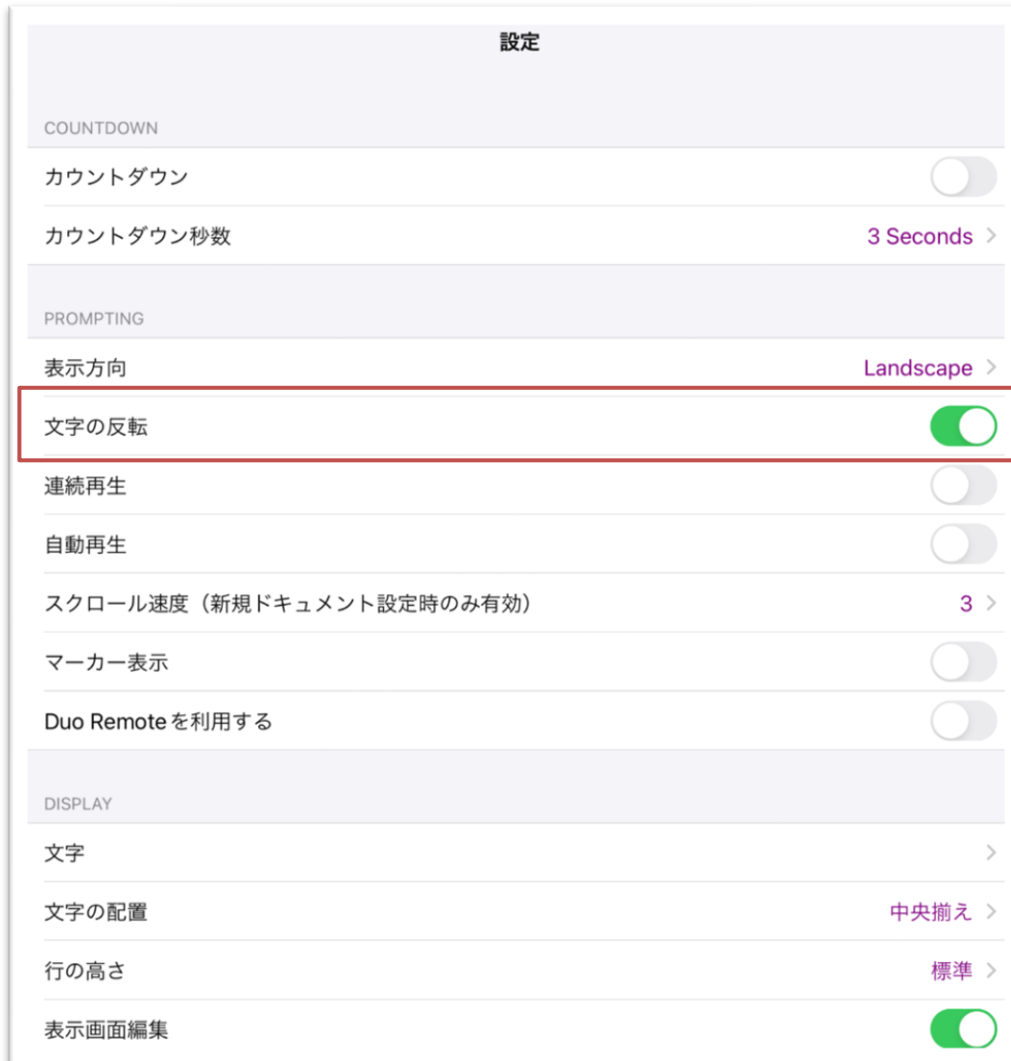 設定
COUNTDOWN
カウントダウン
カウントダウン秒数 3 Seconds
PROMPTING
表示方向 Landscape
文字の反転
連続再生
自動再生
スクロール速度（新規ドキュメント設定時のみ有効） 3
マーカー表示
Duo Remoteを利用する
DISPLAY
文字
文字の配置 中央揃え
行の高さ 標準
表示画面編集